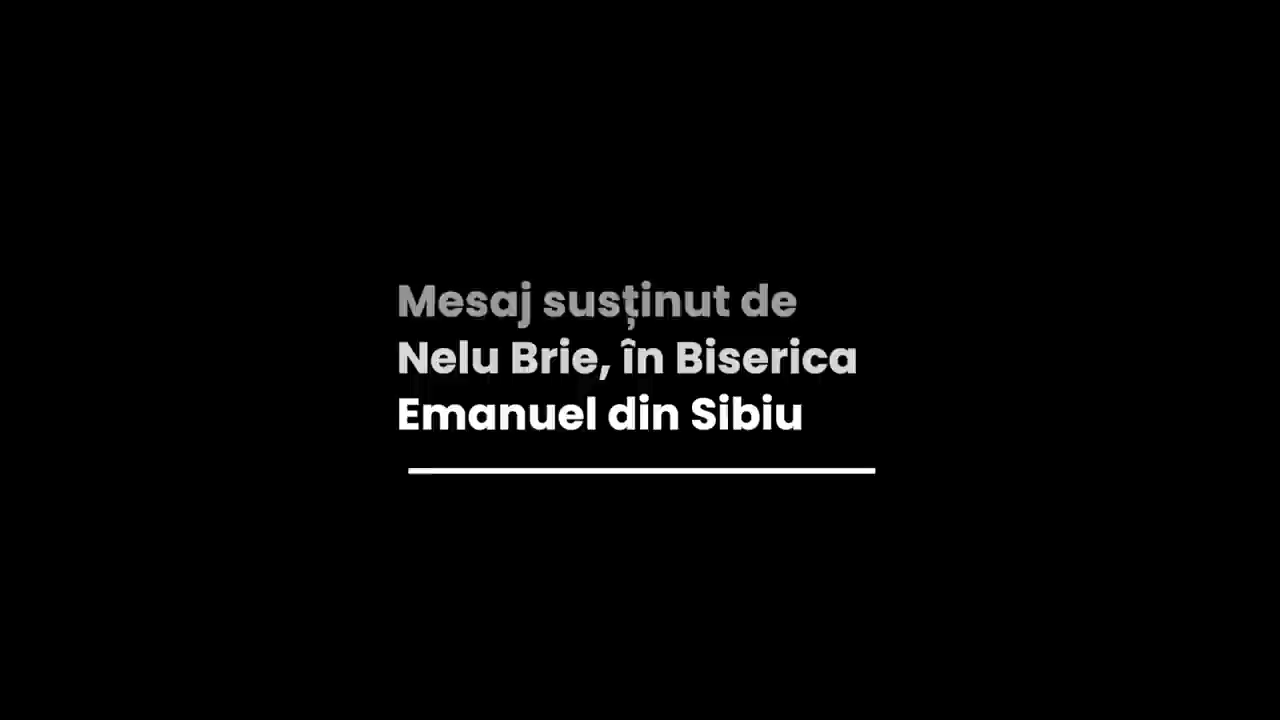 Mesaj susținut de
Nelu Brie, în Biserica
Emanuel din Sibiu